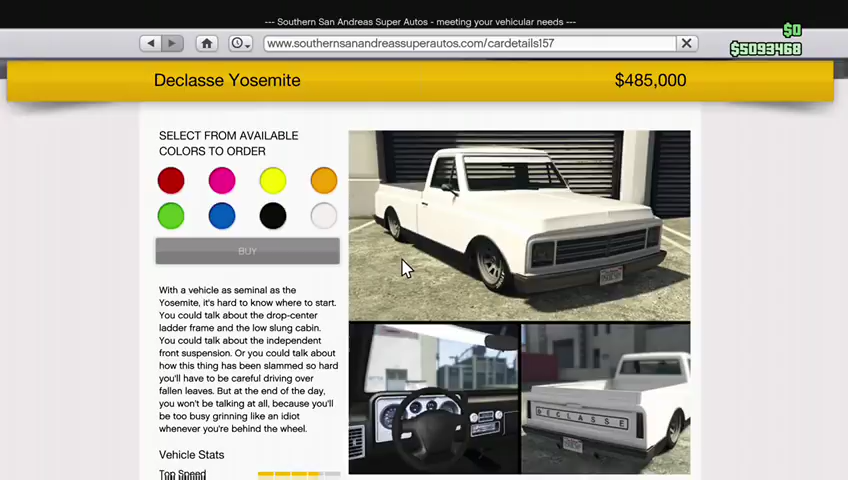 --- Southern San Andreas Super Autos - meeting your vehicular needs ---
$0
$5093468
www.southernsanandreassuperautos.com/cardetails157
Declasse Yosemite
$485,000
SELECT FROM AVAILABLE
COLORS TO ORDER
BUY
With a vehicle as seminal as the
Yosemite, it's hard to know where to start.
You could talk about the drop-center
ladder frame and the low slung cabin.
You could talk about the independent
front suspension. Or you could talk about
how this thing has been slammed so hard
you'll have to be careful driving over
fallen leaves. But at the end of the day,
you won't be talking at all, because you'll
be too busy grinning like an idiot
whenever you're behind the wheel.
DECLASSE
Vehicle Stats
Top Speed